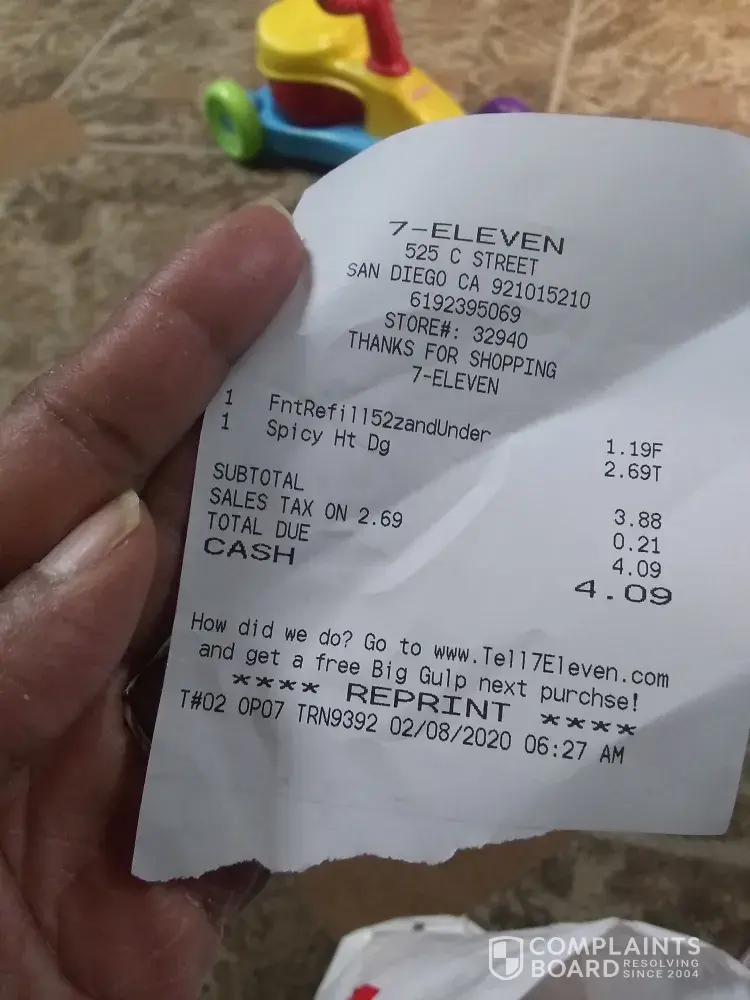 7-ELEVEN
525 C STREET
SAN DIEGO CA 921015210
6192395069
STORE#: 32940
THANKS FOR SHOPPING
7-ELEVEN
1 FntRefill52zandUnder 1.19F
1 Spicy Ht Dg 2.69T
SUBTOTAL 3.88
SALES TAX ON 2.69 0.21
TOTAL DUE 4.09
CASH 4.09
How did we do? Go to www.Tell7Eleven.com
and get a free Big Gulp next purchse!
**** REPRINT ****
T#02 OP07 TRN9392 02/08/2020 06:27 AM
COMPLAINTS
BOARD RESOLVING SINCE 2004